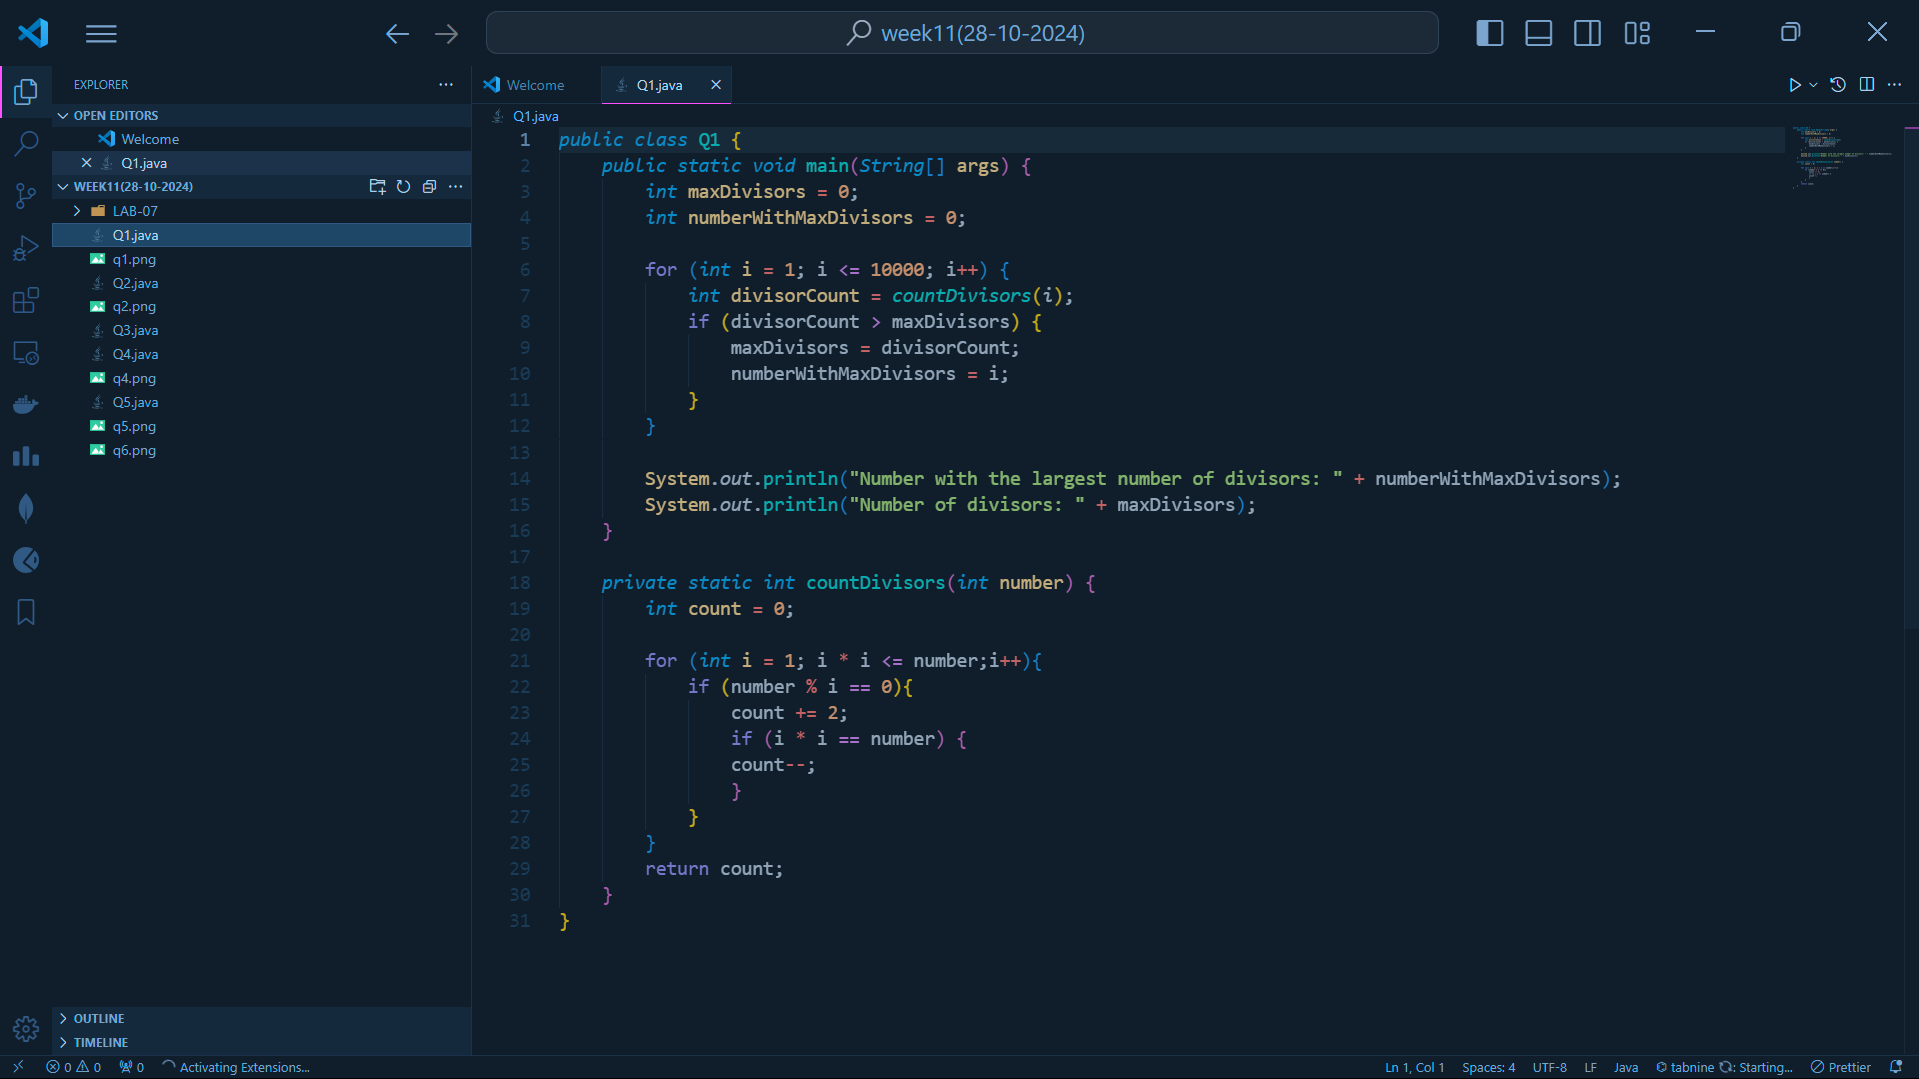 week11(28-10-2024)
EXPLORER
OPEN EDITORS
Welcome
Q1.java
WEEK11(28-10-2024)
LAB-07
Q1.java
q1.png
Q2.java
q2.png
Q3.java
Q4.java
q4.png
Q5.java
q5.png
q6.png
OUTLINE
TIMELINE
Welcome
Q1.java
Q1.java
1 public class Q1 {
2     public static void main(String[] args) {
3         int maxDivisors = 0;
4         int numberWithMaxDivisors = 0;
5
6         for (int i = 1; i <= 10000; i++) {
7             int divisorCount = countDivisors(i);
8             if (divisorCount > maxDivisors) {
9                 maxDivisors = divisorCount;
10                 numberWithMaxDivisors = i;
11             }
12         }
13
14         System.out.println("Number with the largest number of divisors: " + numberWithMaxDivisors);
15         System.out.println("Number of divisors: " + maxDivisors);
16     }
17
18     private static int countDivisors(int number) {
19         int count = 0;
20
21         for (int i = 1; i * i <= number;i++){
22             if (number % i == 0){
23                 count += 2;
24                 if (i * i == number) {
25                 count--;
26                 }
27             }
28         }
29         return count;
30     }
31 }
0 0 0 Activating Extensions... Ln 1, Col 1 Spaces: 4 UTF-8 LF Java tabnine : Starting... Prettier